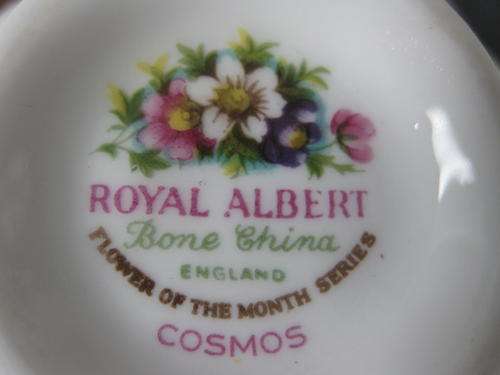 ROYAL ALBERT
Bone China
ENGLAND
FLOWER OF THE MONTH SERIES
COSMOS